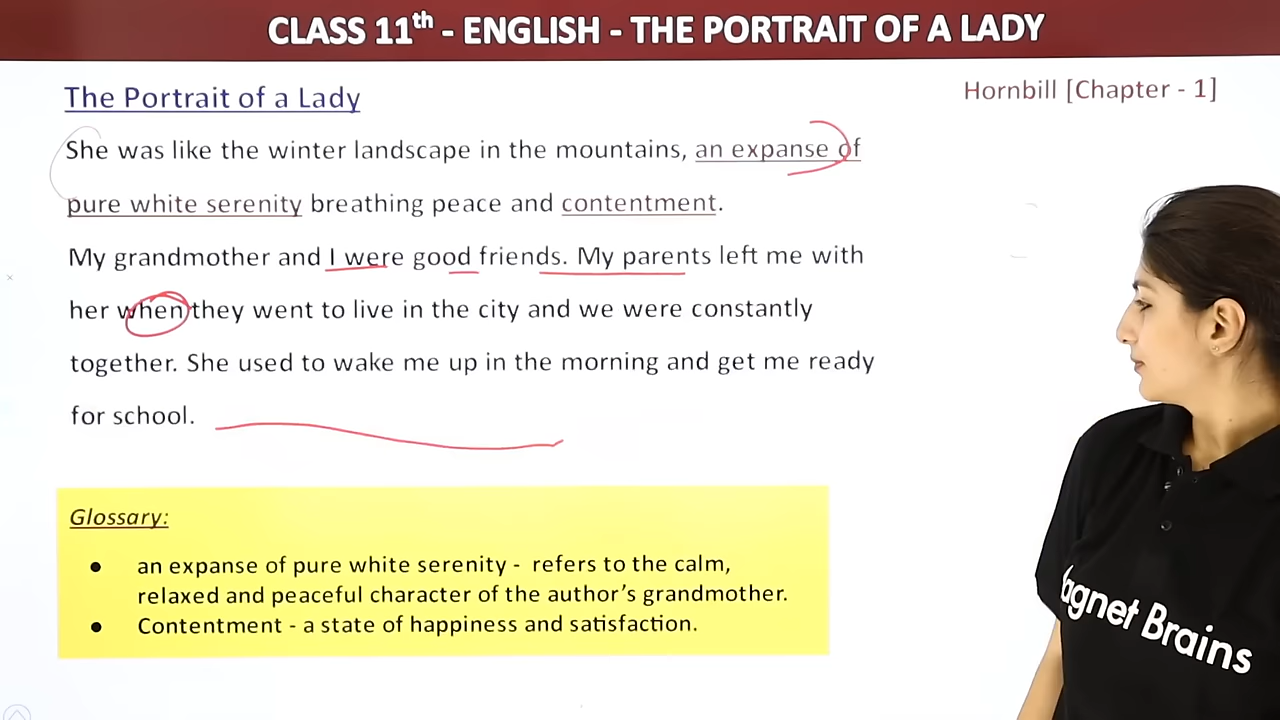 CLASS 11th - ENGLISH - THE PORTRAIT OF A LADY
The Portrait of a Lady
Hornbill [Chapter - 1]
She was like the winter landscape in the mountains, an expanse of
pure white serenity breathing peace and contentment.
My grandmother and I were good friends. My parents left me with
her when they went to live in the city and we were constantly
together. She used to wake me up in the morning and get me ready
for school.
Glossary:
● an expanse of pure white serenity - refers to the calm,
relaxed and peaceful character of the author's grandmother.
● Contentment - a state of happiness and satisfaction.
agnet Brains